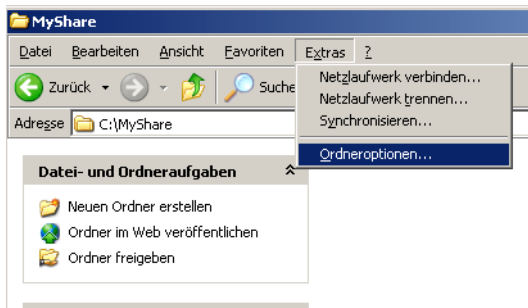 MyShare
Datei Bearbeiten Ansicht Favoriten Extras ?
Zurück Suche
Adresse C:\MyShare
Netzlaufwerk verbinden...
Netzlaufwerk trennen...
Synchronisieren...
Ordneroptionen...
Datei- und Ordneraufgaben
Neuen Ordner erstellen
Ordner im Web veröffentlichen
Ordner freigeben